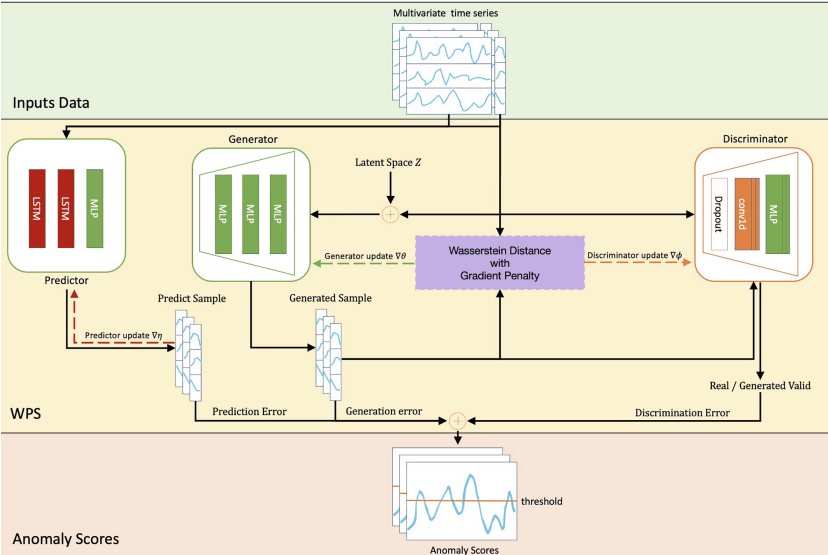 Multivariate time series
Inputs Data
Generator
Discriminator
Latent Space Z
LSTM
LSTM
MLP
MLP
MLP
MLP
Dropout
conv1d
MLP
Wasserstein Distance
with
Gradient Penalty
Generator update ∇θ
Discriminator update ∇ϕ
Predictor
Predict Sample
Generated Sample
Predictor update ∇η
Real / Generated Valid
WPS
Prediction Error
Generation error
Discrimination Error
threshold
Anomaly Scores
Anomaly Scores